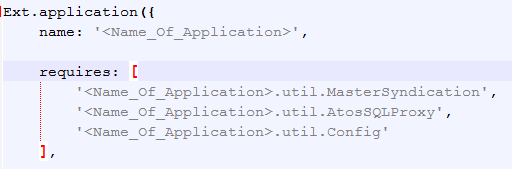 Ext.application({
name: '<Name_Of_Application>',
requires: [
'<Name_Of_Application>.util.MasterSyndication',
'<Name_Of_Application>.util.AtosSQLProxy',
'<Name_Of_Application>.util.Config'
],